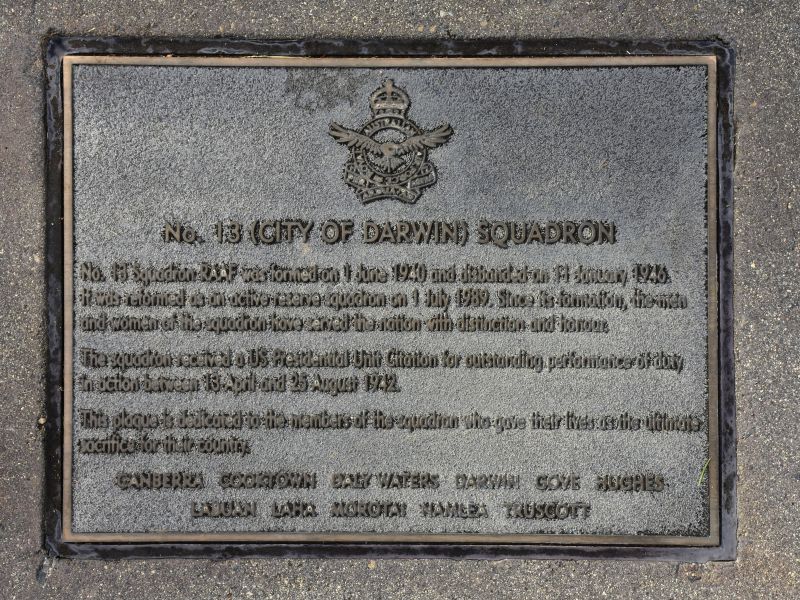 AUSTRALIAN
No. 13 (CITY OF DARWIN) SQUADRON
No. 13 Squadron RAAF was formed on 1 June 1940 and disbanded on 11 January 1946.
It was reformed as an active reserve squadron on 1 July 1989. Since its formation, the men
and women of the squadron have served the nation with distinction and honour.
The squadron received a US Presidential Unit Citation for outstanding performance of duty
in action between 13 April and 25 August 1942.
This plaque is dedicated to the members of the squadron who gave their lives as the ultimate
sacrifice for their country.
CANBERRA COOKTOWN DALY WATERS DARWIN GOVE HUGHES
LABUAN LAHA MOROTAI NAMLEA TRUSCOTT